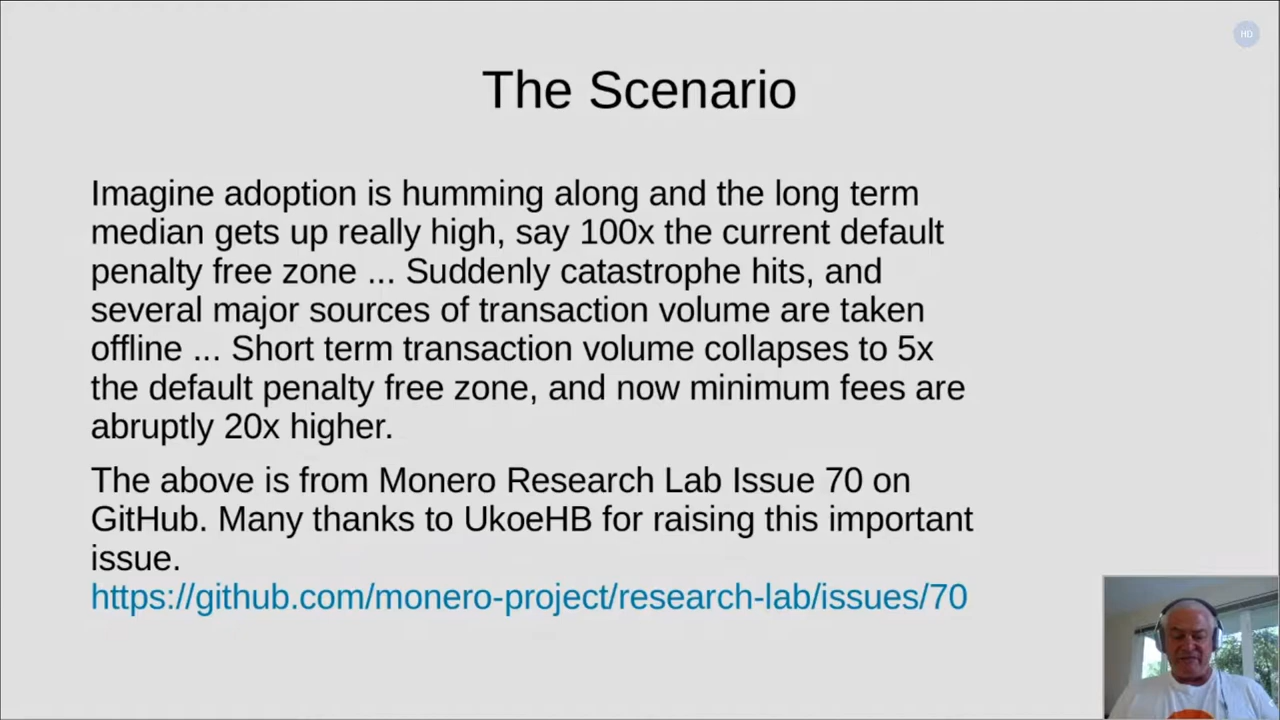 HD
The Scenario
Imagine adoption is humming along and the long term
median gets up really high, say 100x the current default
penalty free zone ... Suddenly catastrophe hits, and
several major sources of transaction volume are taken
offline ... Short term transaction volume collapses to 5x
the default penalty free zone, and now minimum fees are
abruptly 20x higher.
The above is from Monero Research Lab Issue 70 on
GitHub. Many thanks to UkoeHB for raising this important
issue.
https://github.com/monero-project/research-lab/issues/70